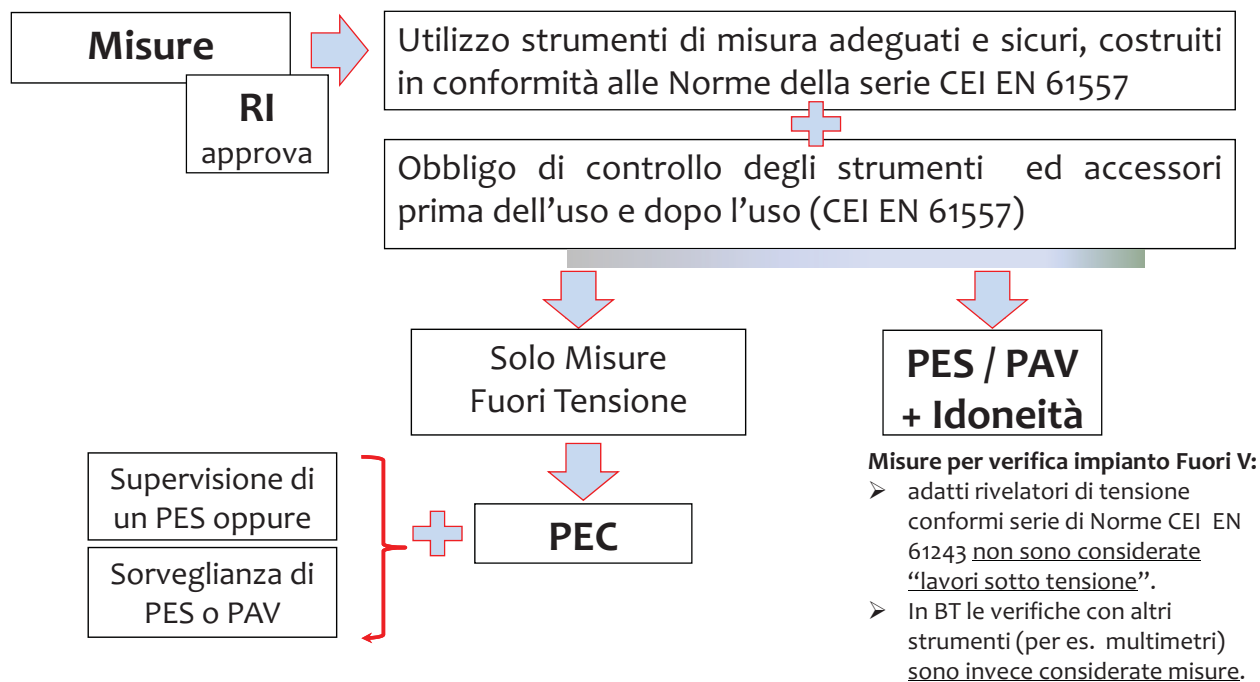 Misure
RI
approva
Utilizzo strumenti di misura adeguati e sicuri, costruiti
in conformità alle Norme della serie CEI EN 61557
Obbligo di controllo degli strumenti ed accessori
prima dell’uso e dopo l’uso (CEI EN 61557)
Solo Misure
Fuori Tensione
PES / PAV
+ Idoneità
Supervisione di
un PES oppure
Sorveglianza di
PES o PAV
PEC
Misure per verifica impianto Fuori V:
➢ adatti rivelatori di tensione
conformi serie di Norme CEI EN
61243 non sono considerate
“lavori sotto tensione”.
➢ In BT le verifiche con altri
strumenti (per es. multimetri)
sono invece considerate misure.